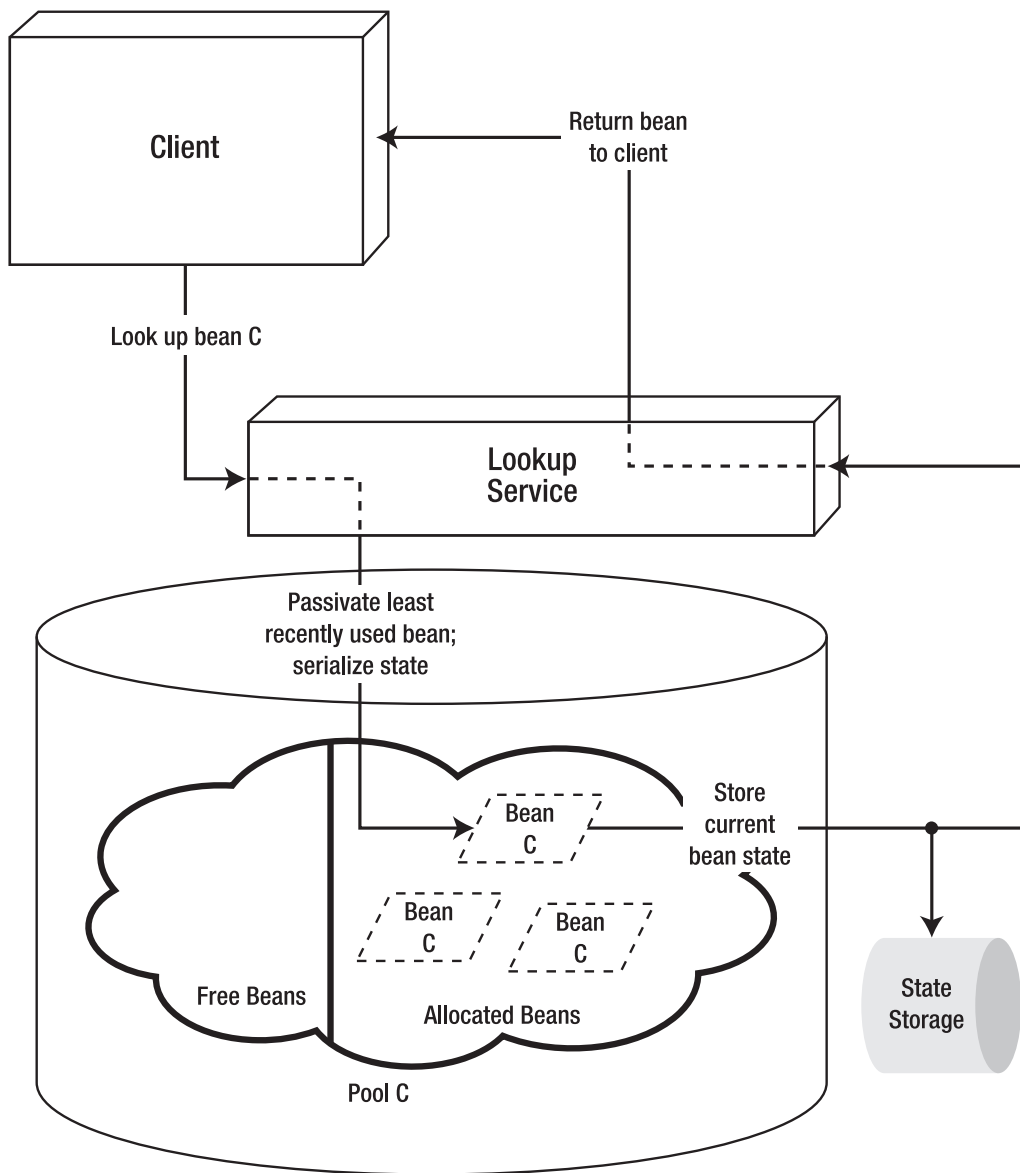 Client
Return bean
to client
Look up bean C
Lookup
Service
Passivate least
recently used bean;
serialize state
Bean
C
Store
current
bean state
Bean
C
Bean
C
Free Beans
Allocated Beans
State
Storage
Pool C